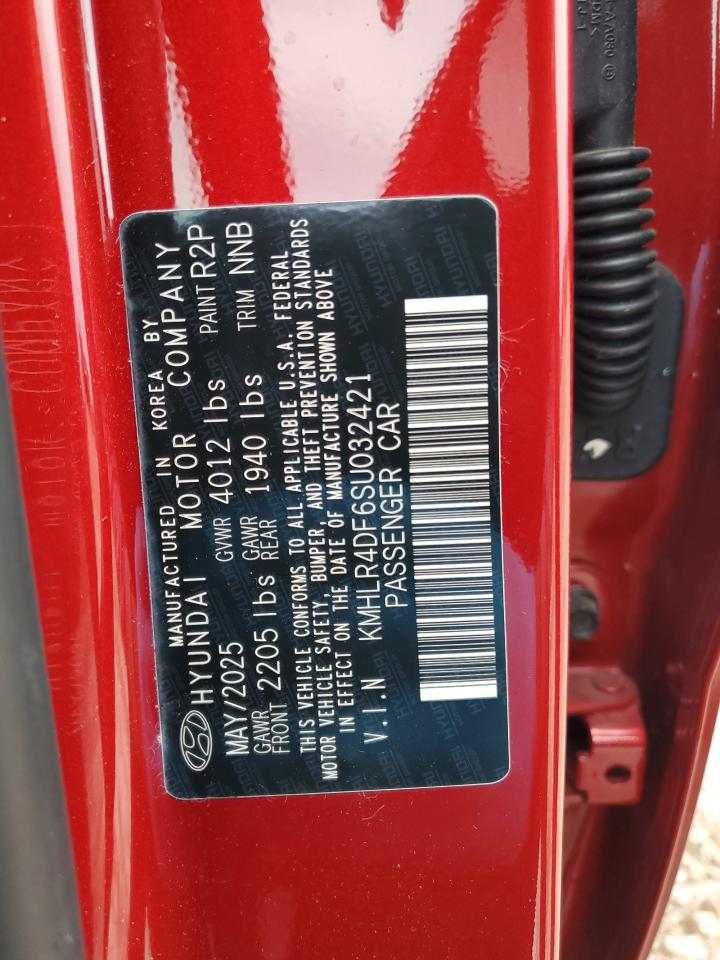 MANUFACTURED IN KOREA BY
HYUNDAI MOTOR COMPANY
MAY/2025 GVWR 4012 lbs PAINT R2P
GAWR FRONT 2205 lbs GAWR REAR 1940 lbs TRIM NNB
THIS VEHICLE CONFORMS TO ALL APPLICABLE U.S.A. FEDERAL
MOTOR VEHICLE SAFETY, BUMPER, AND THEFT PREVENTION STANDARDS
IN EFFECT ON THE DATE OF MANUFACTURE SHOWN ABOVE
V.I.N KMHLR4DF6SU032421
PASSENGER CAR